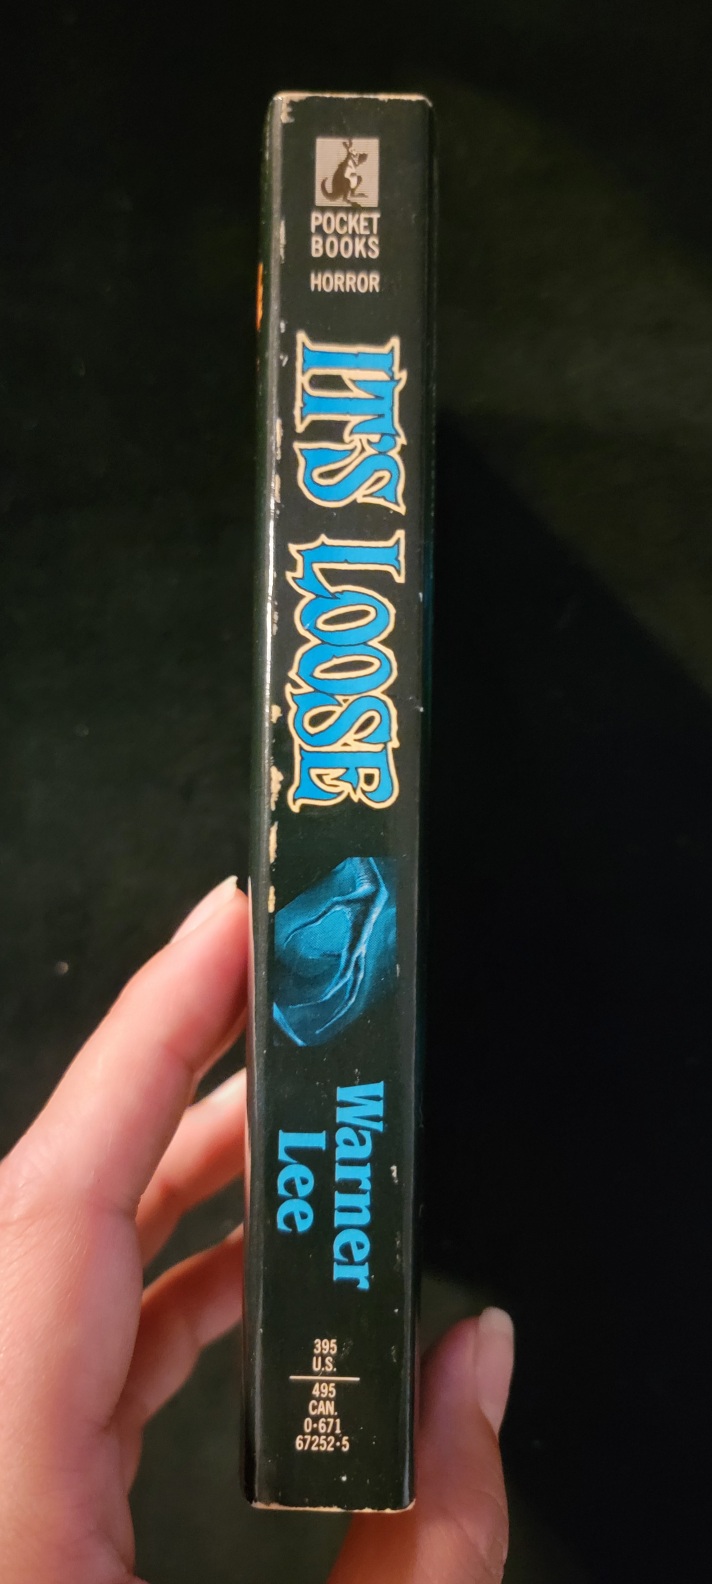 POCKET
BOOKS
HORROR
IT'S LOOSE
Warner
Lee
395
U.S.
495
CAN.
0·671
67252·5